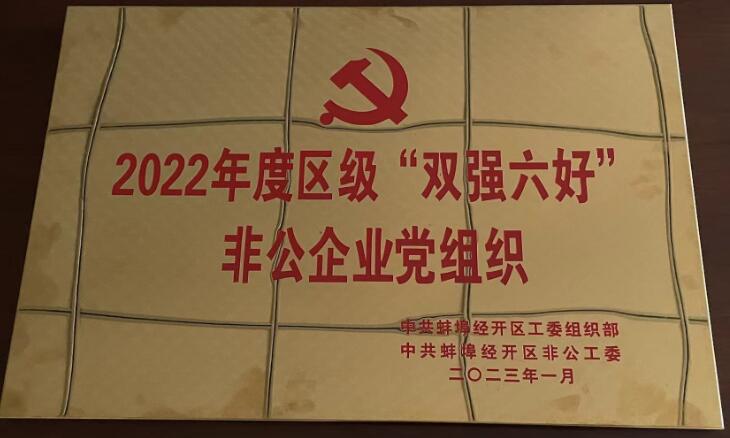 2022年度区级“双强六好”
非公企业党组织
中共蚌埠经开区工委组织部
中共蚌埠经开区非公工委
二〇二三年一月